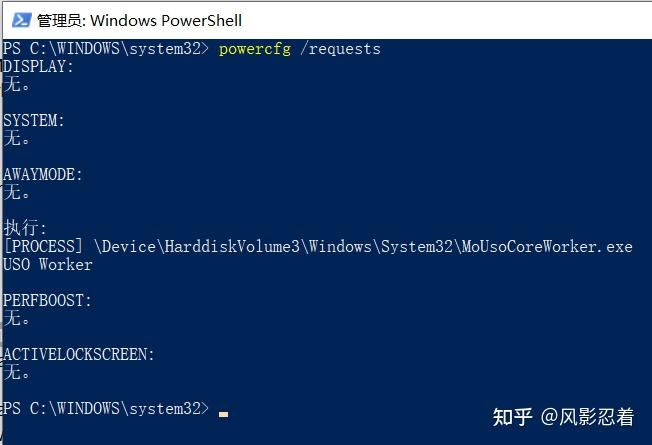 管理员: Windows PowerShell
PS C:\WINDOWS\system32> powercfg /requests
DISPLAY:
无。
SYSTEM:
无。
AWAYMODE:
无。
执行:
[PROCESS] \Device\HarddiskVolume3\Windows\System32\MoUsoCoreWorker.exe
USO Worker
PERFBOOST:
无。
ACTIVELOCKSCREEN:
无。
PS C:\WINDOWS\system32>
知乎 @风影忍着